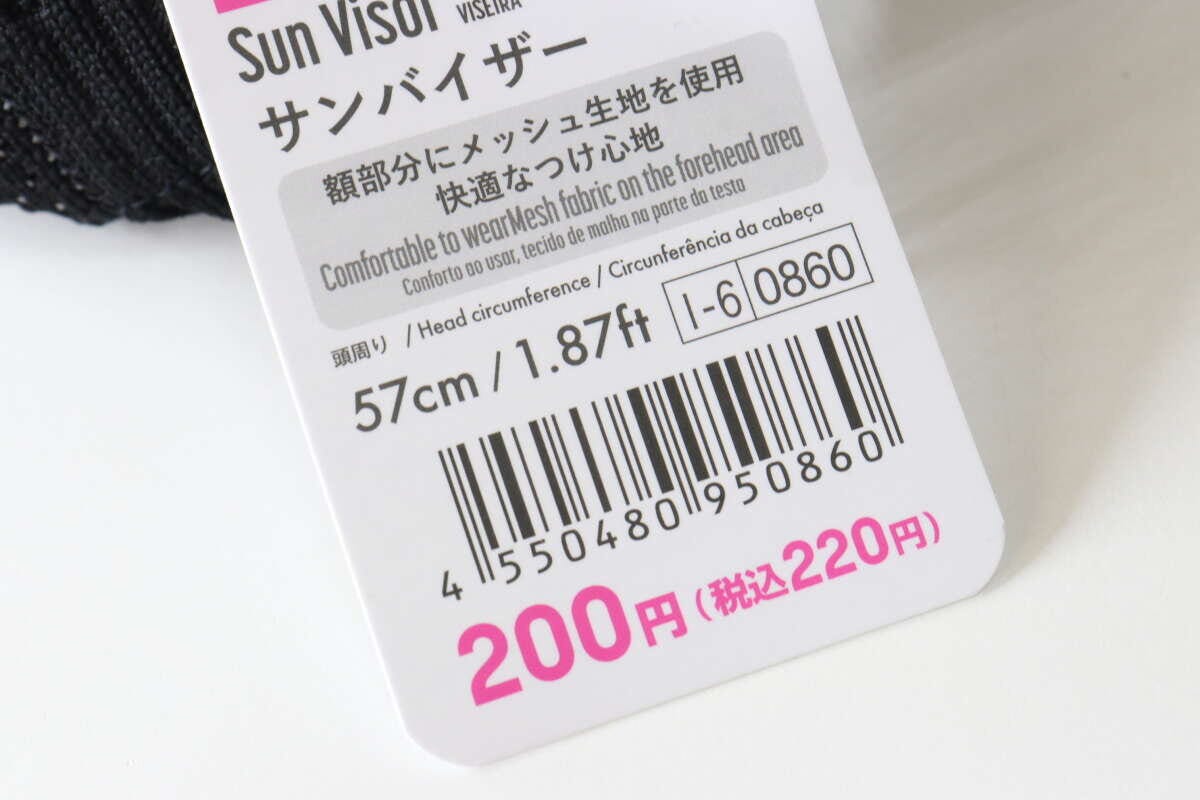 Sun Visor VISEIRA
サンバイザー
額部分にメッシュ生地を使用
快適なつけ心地
Comfortable to wearMesh fabric on the forehead area
Conforto ao usar, tecido de malha na parte da testa
頭周り / Head circumference / Circunferência da cabeça
57cm / 1.87ft
I-6 0860
4 550480 950860
200円(税込220円)